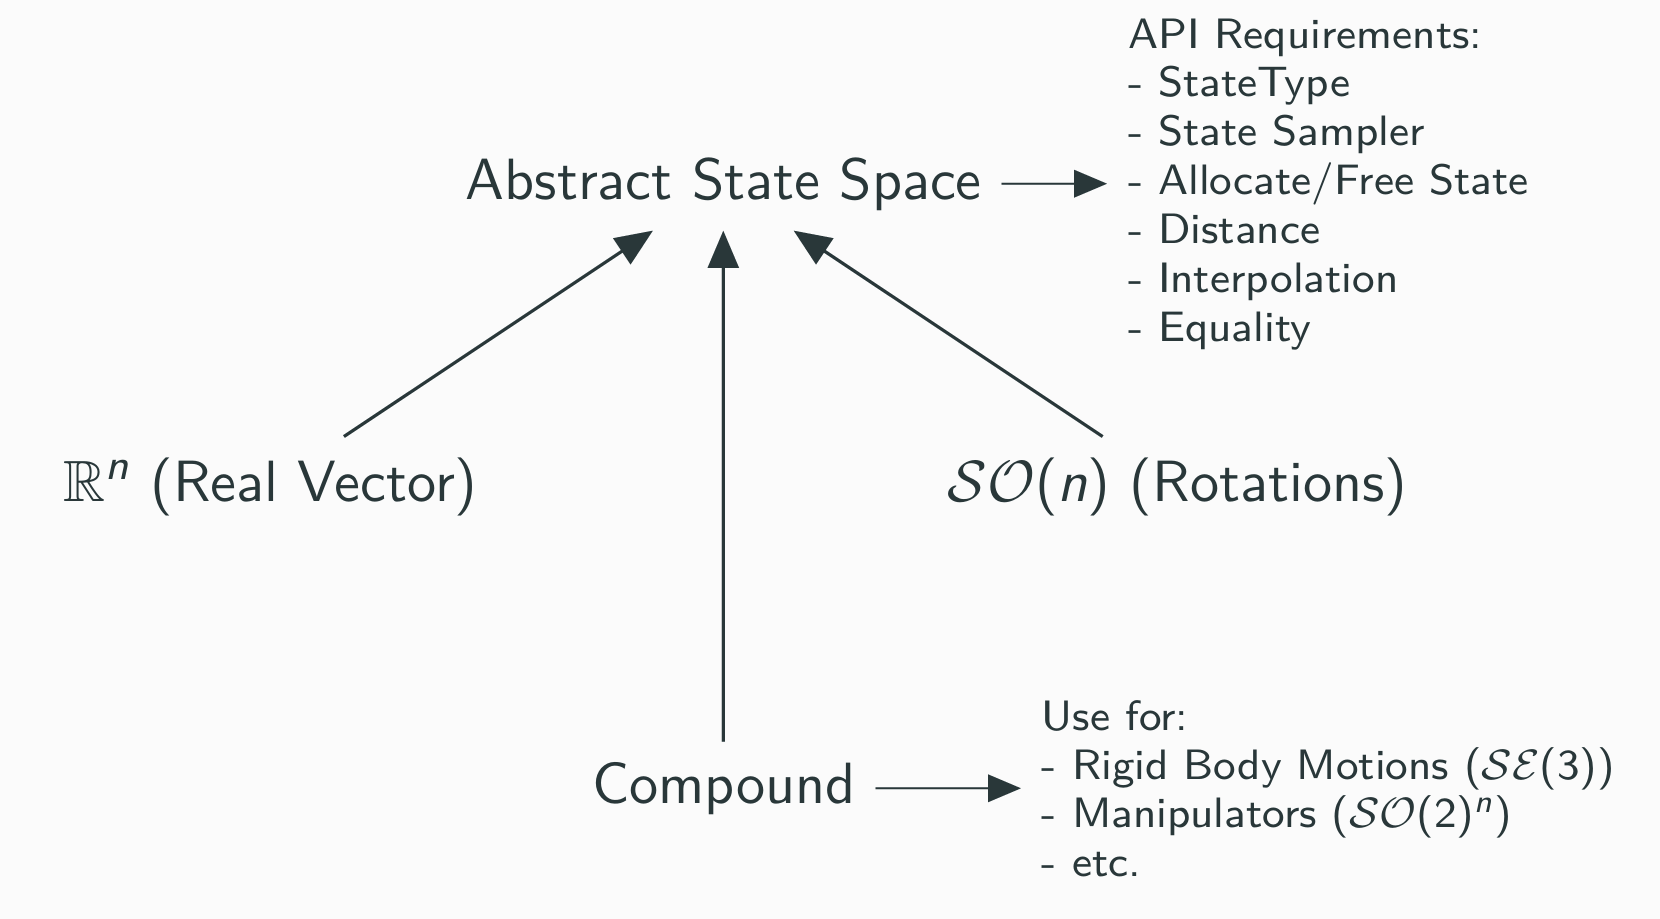 API Requirements:
- StateType
- State Sampler
- Allocate/Free State
- Distance
- Interpolation
- Equality
Abstract State Space
ℝⁿ (Real Vector)
𝒮𝒪(n) (Rotations)
Compound
Use for:
- Rigid Body Motions (𝒮ℰ(3))
- Manipulators (𝒮𝒪(2)ⁿ)
- etc.